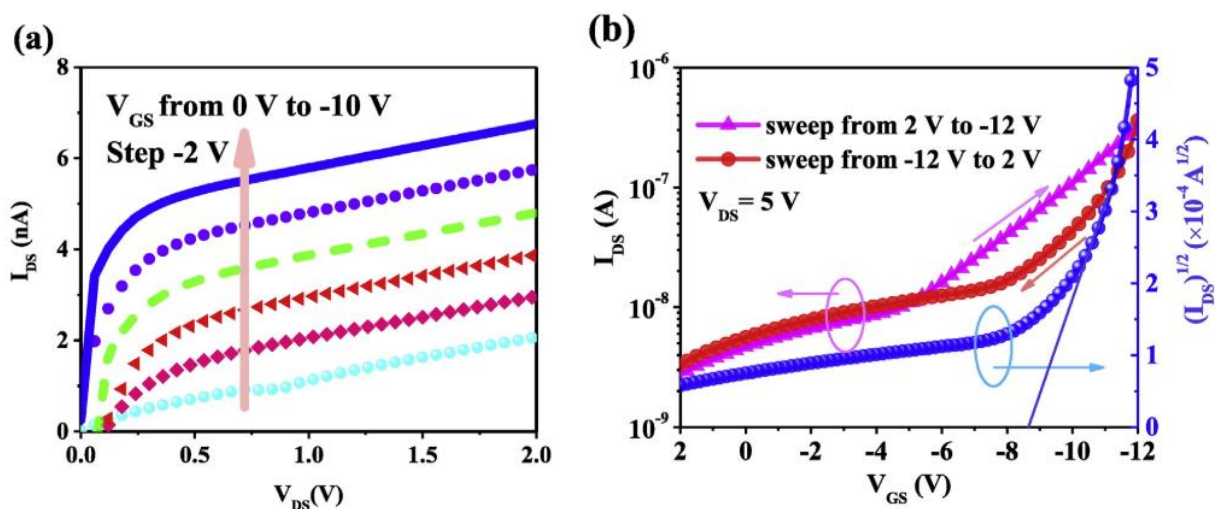 (a)
8
6
4
2
0
I_DS (nA)
V_GS from 0 V to -10 V
Step -2 V
0.0 0.5 1.0 1.5 2.0
V_DS(V)
(b)
10^-6
10^-7
10^-8
10^-9
I_DS (A)
sweep from 2 V to -12 V
sweep from -12 V to 2 V
V_DS = 5 V
5
4
3
2
1
0
(I_DS)^1/2 (×10^-4 A^1/2)
2 0 -2 -4 -6 -8 -10 -12
V_GS (V)